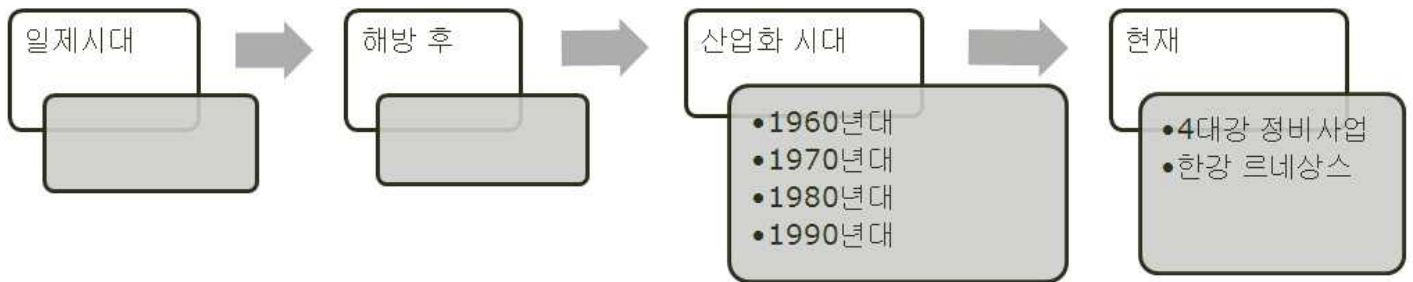 일제시대
해방 후
산업화 시대
•1960년대
•1970년대
•1980년대
•1990년대
현재
•4대강 정비사업
•한강 르네상스